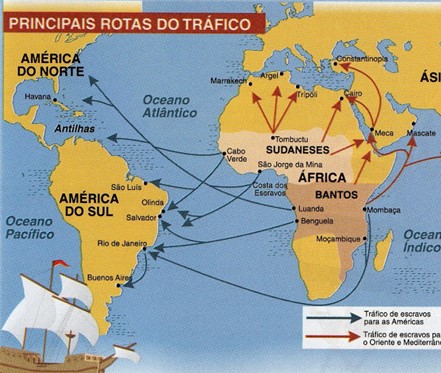 PRINCIPAIS ROTAS DO TRÁFICO
AMÉRICA
DO NORTE
Havana
Antilhas
Oceano
Atlântico
Constantinopla
Marrakech
Argel
Trípoli
Cairo
ÁSI
Meca
Mascate
Tombuctu
SUDANESES
Cabo
Verde
São Jorge da Mina
Costa dos
Escravos
ÁFRICA
BANTOS
São Luís
AMÉRICA
DO SUL
Olinda
Salvador
Luanda
Benguela
Mombaça
Oceano
Pacífico
Rio de Janeiro
Moçambique
Ocean
Índico
Buenos Aires
Tráfico de escravos
para as Américas
Tráfico de escravos pa
o Oriente e Mediterrân